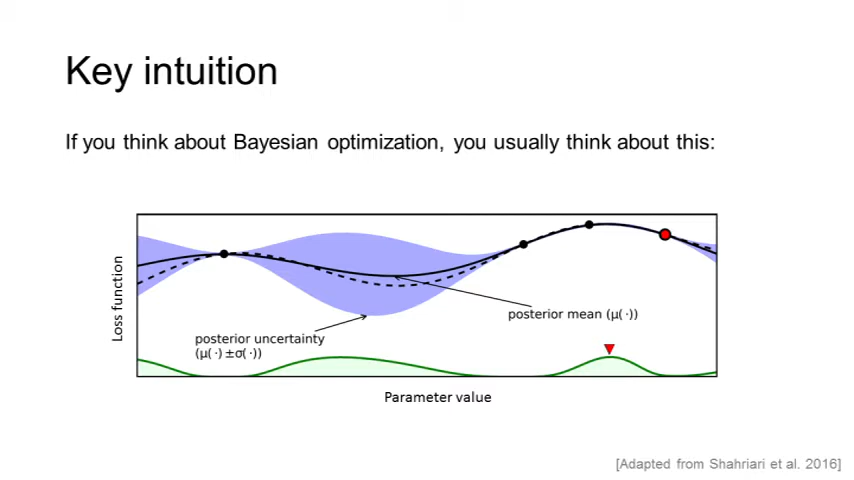 Key intuition
If you think about Bayesian optimization, you usually think about this:
Loss function
posterior mean (μ(·))
posterior uncertainty
(μ(·)±σ(·))
Parameter value
[Adapted from Shahriari et al. 2016]